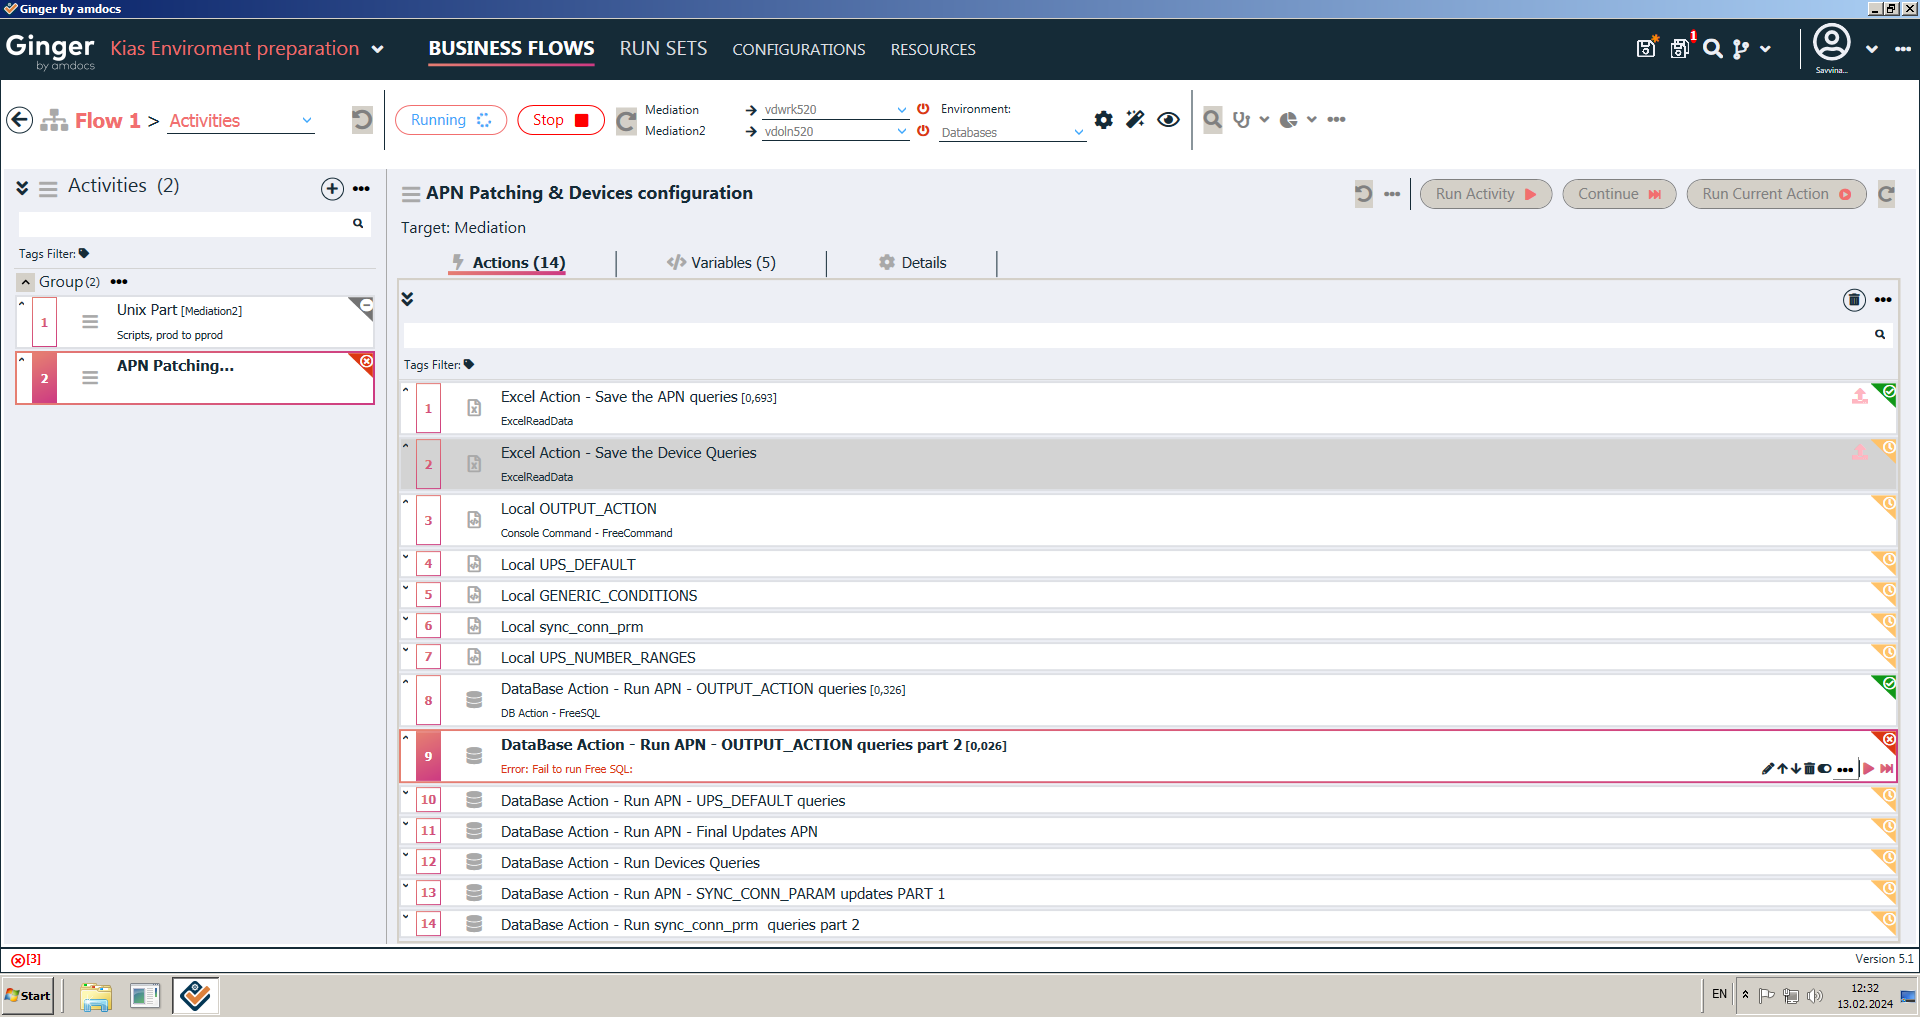 Ginger by amdocs
Ginger
by amdocs
Kias Enviroment preparation
BUSINESS FLOWS
RUN SETS
CONFIGURATIONS
RESOURCES
1
Savvina...
Flow 1 > Activities
Running
Stop
Mediation
vdwrk520
Mediation2
vdoln520
Environment:
Databases
Activities (2)
Tags Filter:
Group(2)
1
Unix Part [Mediation2]
Scripts, prod to pprod
2
APN Patching...
APN Patching & Devices configuration
Run Activity
Continue
Run Current Action
Target: Mediation
Actions (14)
Variables (5)
Details
Tags Filter:
1
Excel Action - Save the APN queries [0,693]
ExcelReadData
2
Excel Action - Save the Device Queries
ExcelReadData
3
Local OUTPUT_ACTION
Console Command - FreeCommand
4
Local UPS_DEFAULT
5
Local GENERIC_CONDITIONS
6
Local sync_conn_prm
7
Local UPS_NUMBER_RANGES
8
DataBase Action - Run APN - OUTPUT_ACTION queries [0,326]
DB Action - FreeSQL
9
DataBase Action - Run APN - OUTPUT_ACTION queries part 2 [0,026]
Error: Fail to run Free SQL:
10
DataBase Action - Run APN - UPS_DEFAULT queries
11
DataBase Action - Run APN - Final Updates APN
12
DataBase Action - Run Devices Queries
13
DataBase Action - Run APN - SYNC_CONN_PARAM updates PART 1
14
DataBase Action - Run sync_conn_prm  queries part 2
[3]
Version 5.1
Start
EN
12:32
13.02.2024